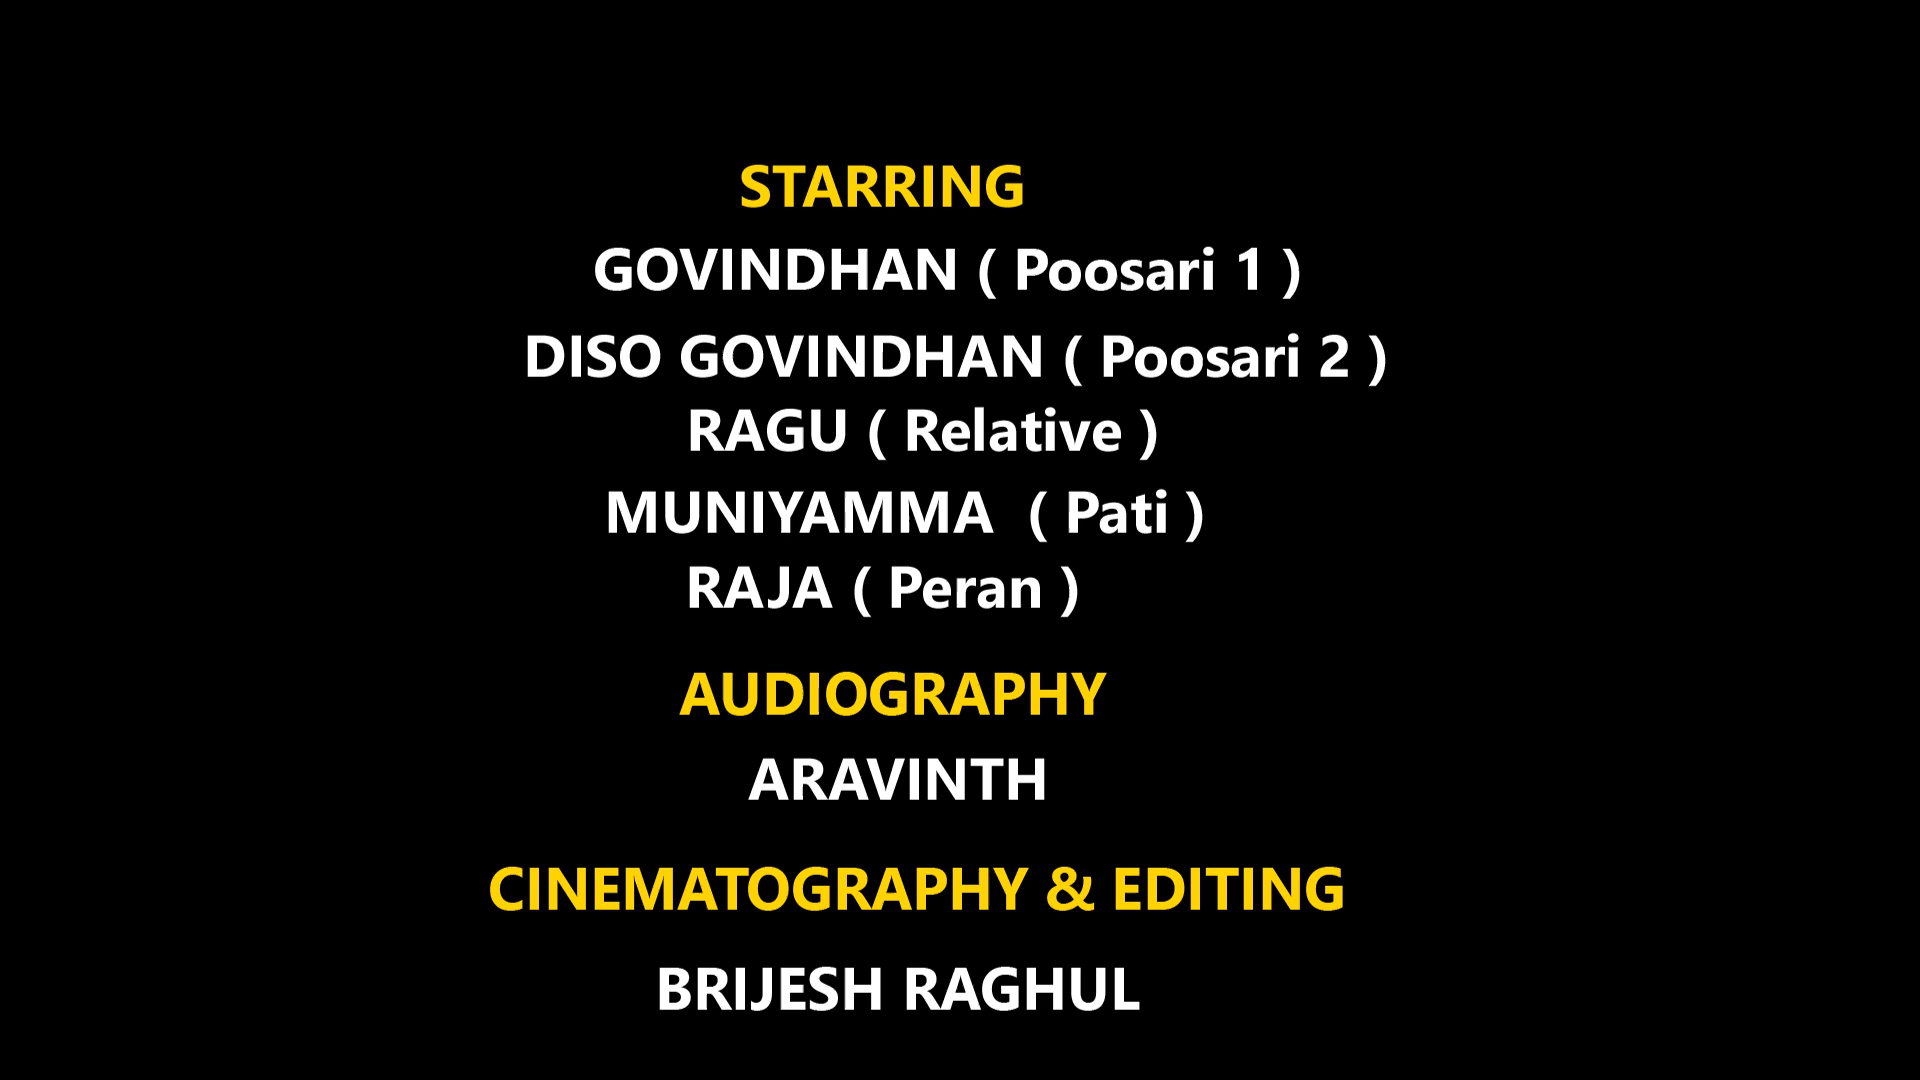 STARRING
GOVINDHAN ( Poosari 1 )
DISO GOVINDHAN ( Poosari 2 )
RAGU ( Relative )
MUNIYAMMA  ( Pati )
RAJA ( Peran )
AUDIOGRAPHY
ARAVINTH
CINEMATOGRAPHY & EDITING
BRIJESH RAGHUL